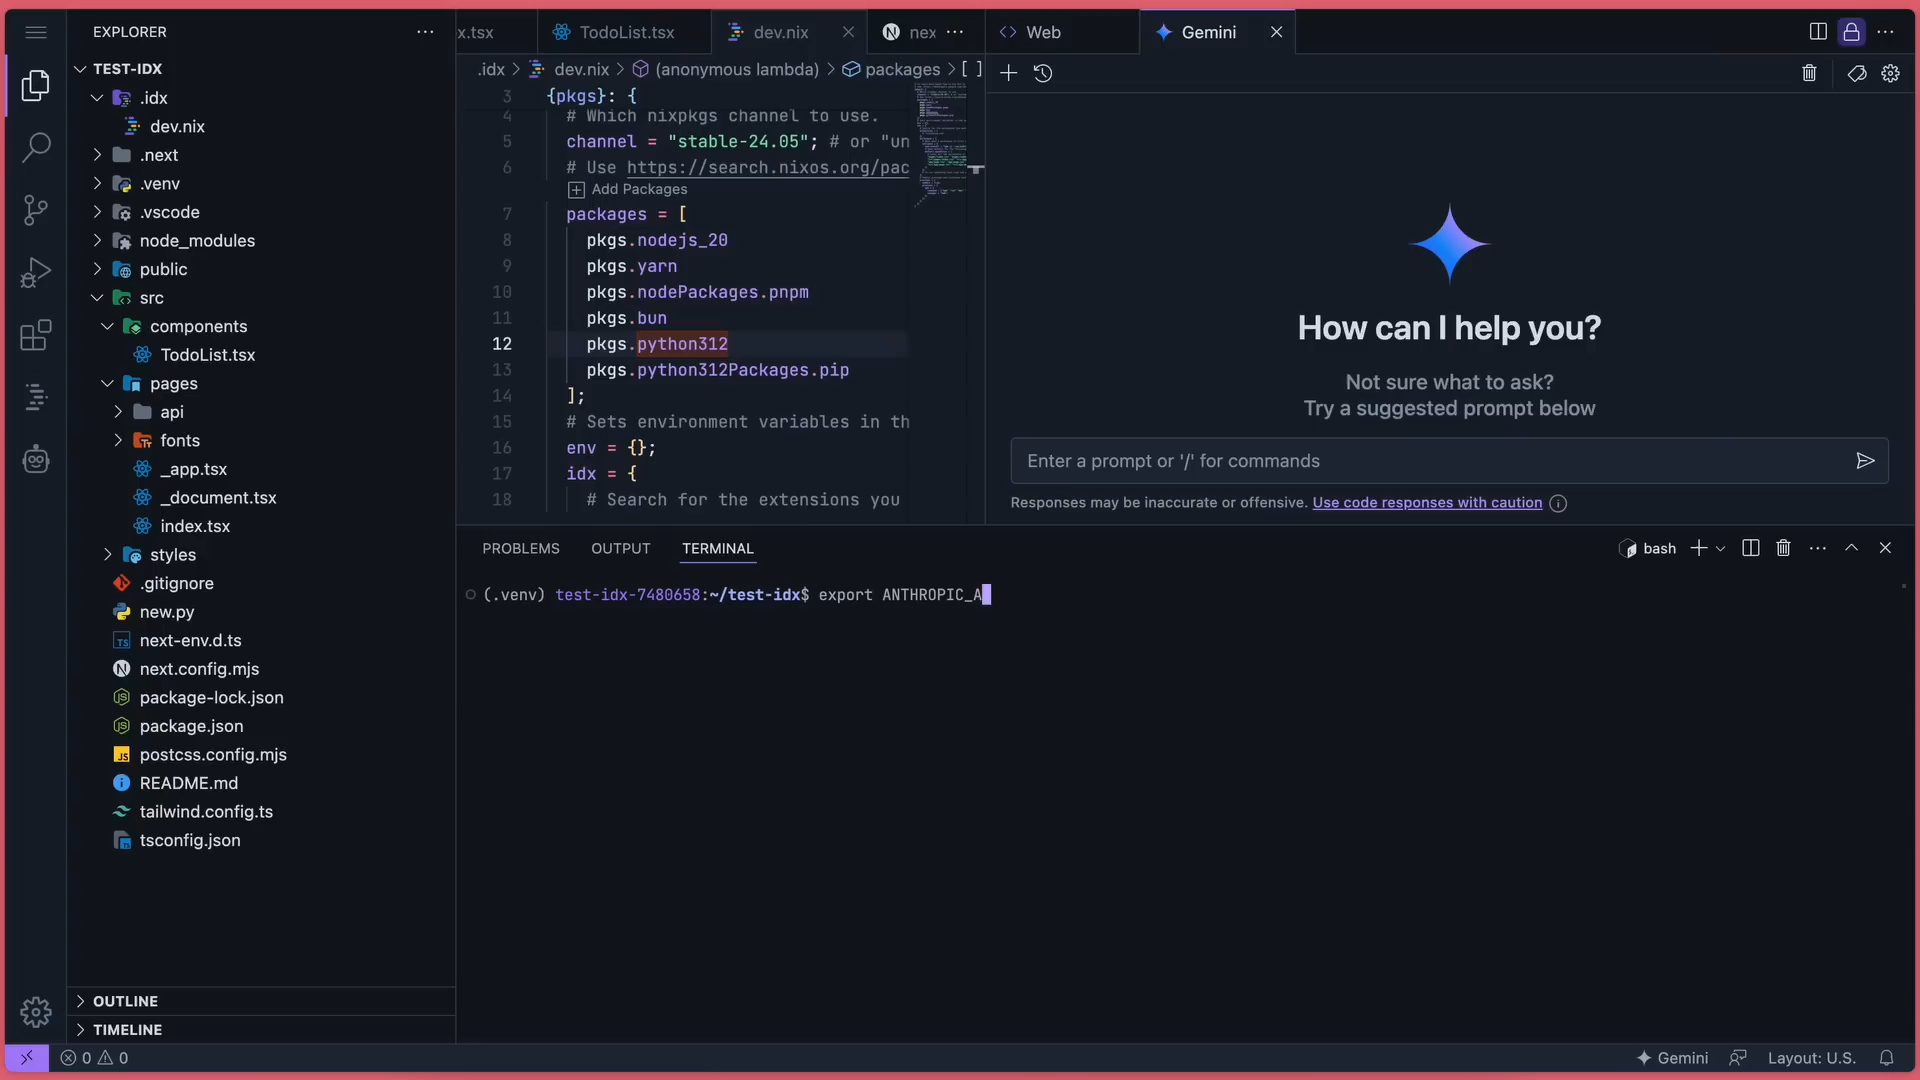 EXPLORER
TEST-IDX
.idx
dev.nix
.next
.venv
.vscode
node_modules
public
src
components
TodoList.tsx
pages
api
fonts
_app.tsx
_document.tsx
index.tsx
styles
.gitignore
new.py
next-env.d.ts
next.config.mjs
package-lock.json
package.json
postcss.config.mjs
README.md
tailwind.config.ts
tsconfig.json
OUTLINE
TIMELINE
x.tsx TodoList.tsx dev.nix nex
.idx > dev.nix > (anonymous lambda) > packages > [ ]
3 {pkgs}: {
4 # Which nixpkgs channel to use.
5 channel = "stable-24.05"; # or "un
6 # Use https://search.nixos.org/pac
Add Packages
7 packages = [
8 pkgs.nodejs_20
9 pkgs.yarn
10 pkgs.nodePackages.pnpm
11 pkgs.bun
12 pkgs.python312
13 pkgs.python312Packages.pip
14 ];
15 # Sets environment variables in th
16 env = {};
17 idx = {
18 # Search for the extensions you
Web Gemini
How can I help you?
Not sure what to ask?
Try a suggested prompt below
Enter a prompt or '/' for commands
Responses may be inaccurate or offensive. Use code responses with caution
PROBLEMS OUTPUT TERMINAL bash
(.venv) test-idx-7480658:~/test-idx$ export ANTHROPIC_A
0 0 Gemini Layout: U.S.